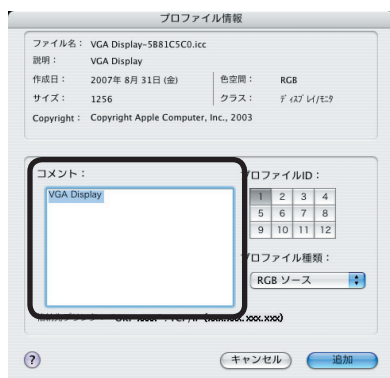 プロファイル情報
ファイル名： VGA Display-5B81C5C0.icc
説明： VGA Display
作成日： 2007年 8月 31日 (金)
色空間： RGB
サイズ： 1256
クラス： ﾃﾞｨｽﾌﾟﾚｲ/ﾓﾆﾀ
Copyright： Copyright Apple Computer, Inc., 2003
コメント：
VGA Display
プロファイルID：
1 2 3 4
5 6 7 8
9 10 11 12
プロファイル種類：
RGB ソース
?
キャンセル
追加